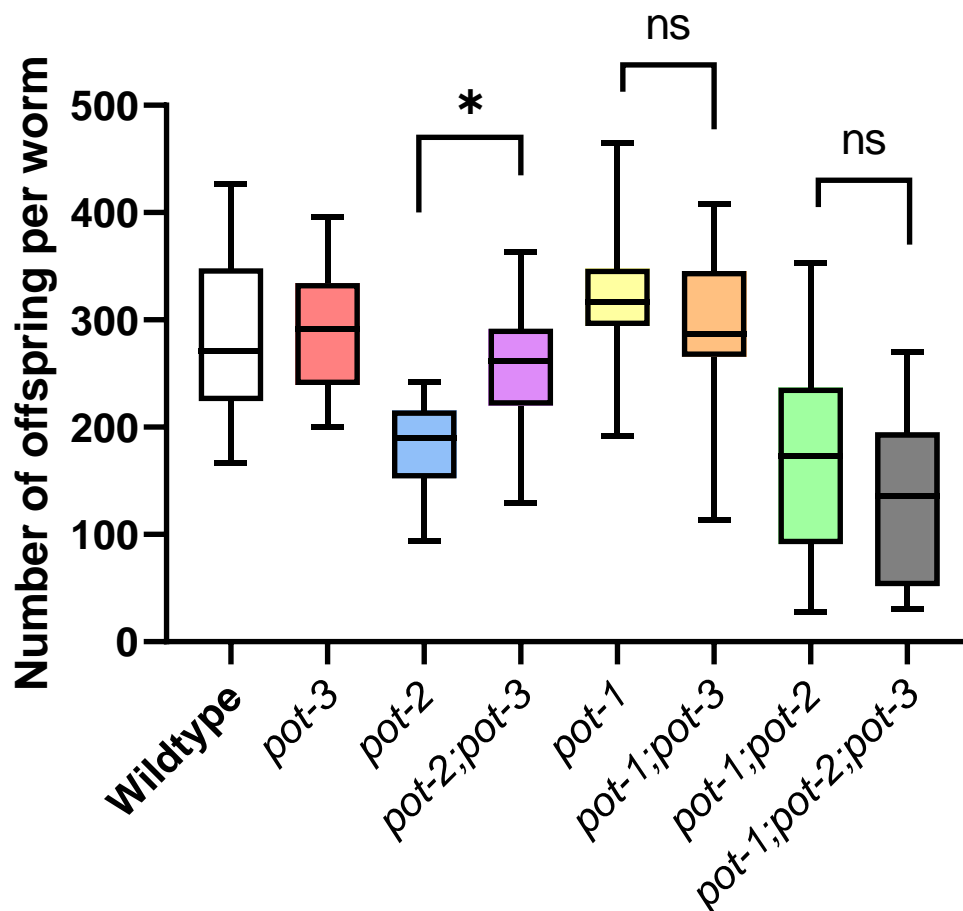 ns
*
ns
Number of offspring per worm
500
400
300
200
100
0
Wildtype
pot-3
pot-2
pot-2;pot-3
pot-1
pot-1;pot-3
pot-1;pot-2
pot-1;pot-2;pot-3